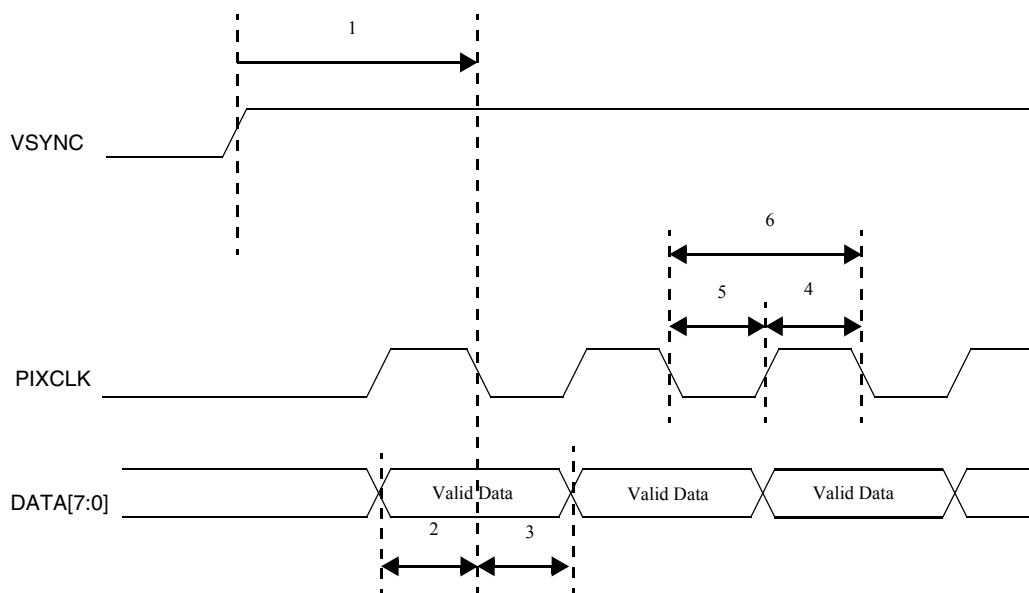 1
VSYNC
6
5 4
PIXCLK
DATA[7:0]
Valid Data Valid Data Valid Data
2 3